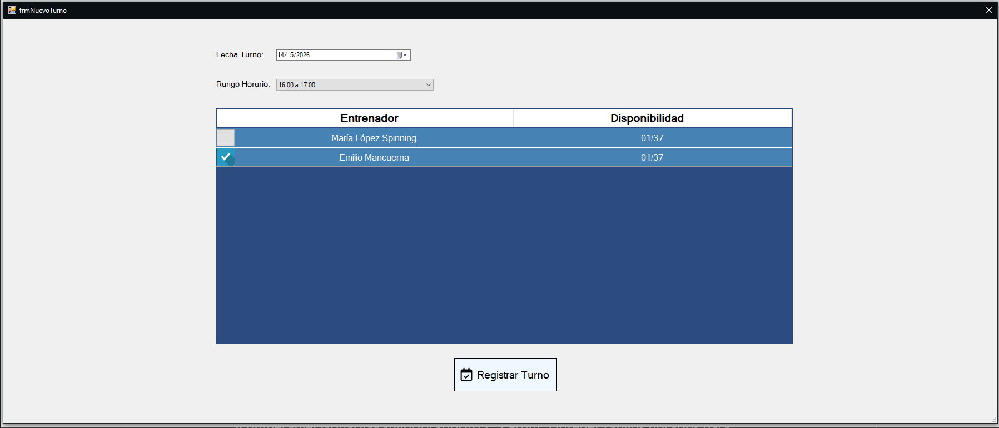 frmNuevoTurno
Fecha Turno: 14/ 5/2026
Rango Horario: 16:00 a 17:00
Entrenador Disponibilidad
María López Spinning 01/37
Emilio Mancuerna 01/37
Registrar Turno